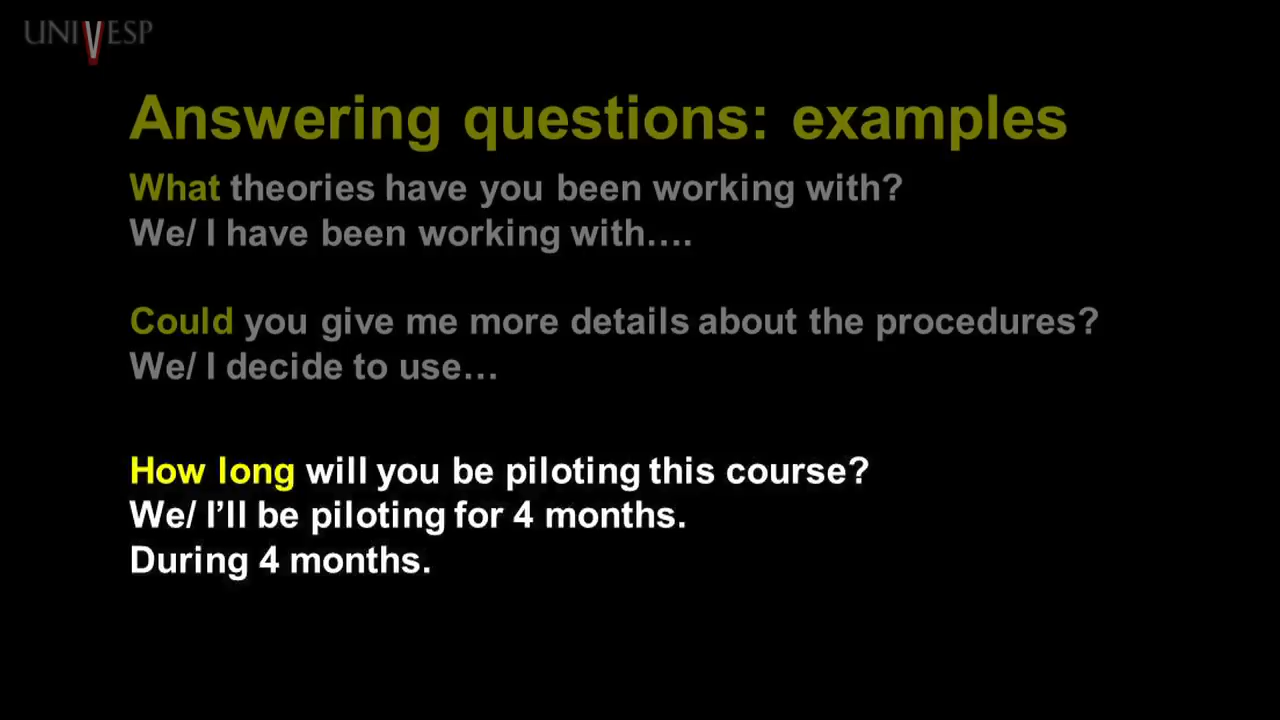 UNIVESP
Answering questions: examples
What theories have you been working with?
We/ I have been working with….
Could you give me more details about the procedures?
We/ I decide to use…
How long will you be piloting this course?
We/ I’ll be piloting for 4 months.
During 4 months.